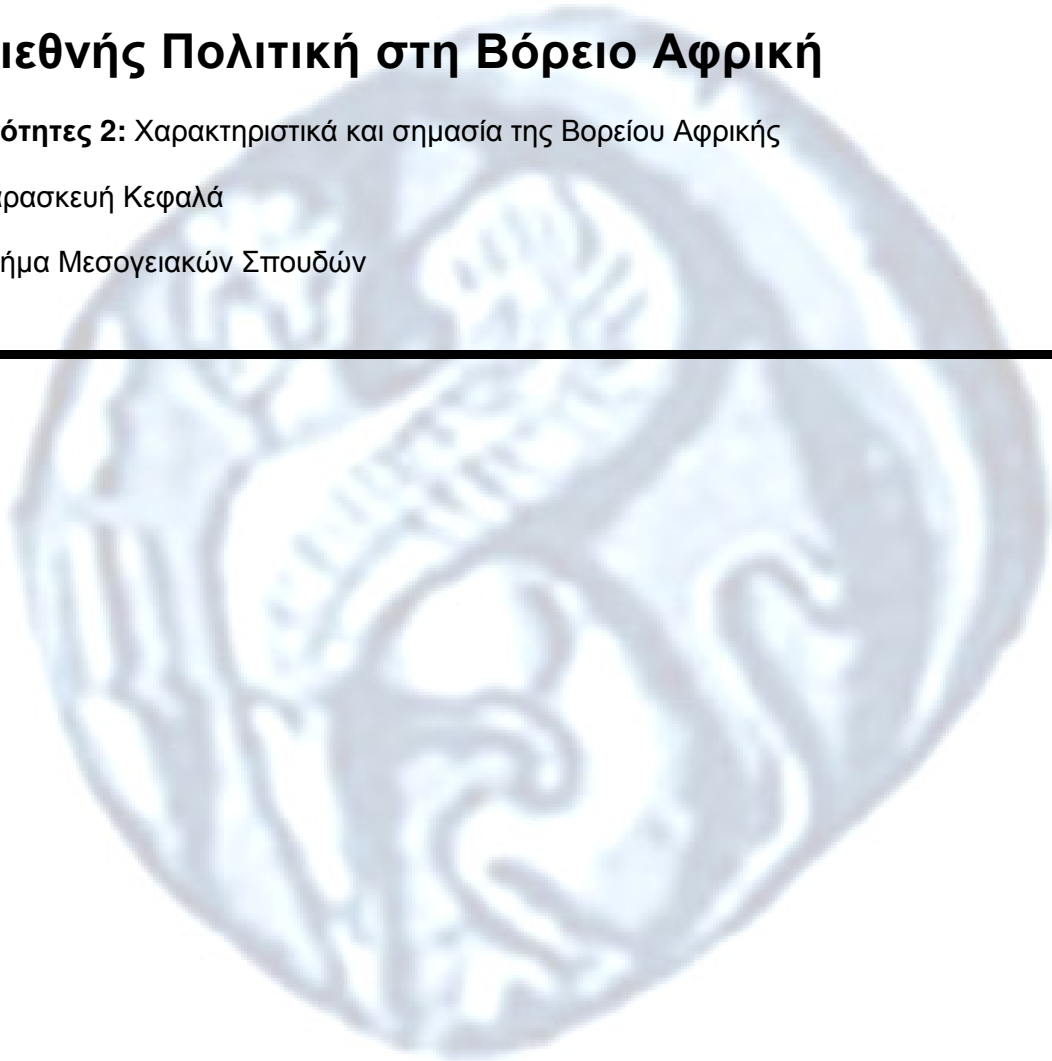 ιεθνής Πολιτική στη Βόρειο Αφρική
ότητες 2: Χαρακτηριστικά και σημασία της Βορείου Αφρικής
ρασκευή Κεφαλά
ήμα Μεσογειακών Σπουδών